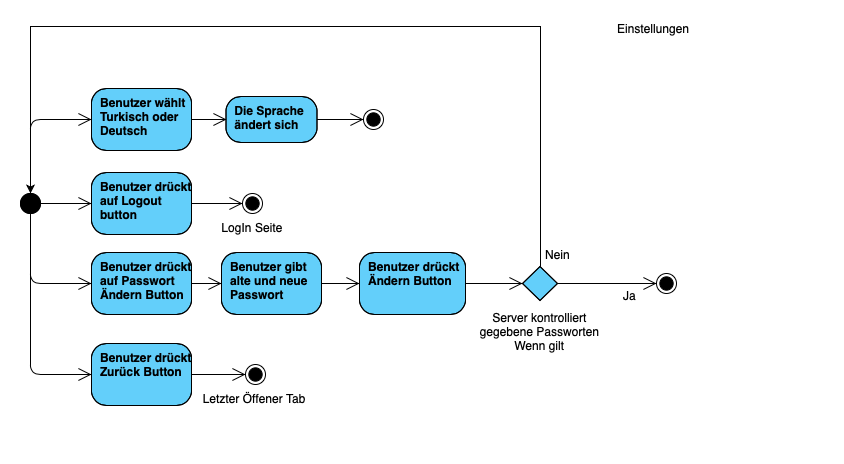 Einstellungen
Benutzer wählt
Turkisch oder
Deutsch
Die Sprache
ändert sich
Benutzer drückt
auf Logout
button
LogIn Seite
Benutzer drückt
auf Passwort
Ändern Button
Benutzer gibt
alte und neue
Passwort
Benutzer drückt
Ändern Button
Nein
Ja
Server kontrolliert
gegebene Passworten
Wenn gilt
Benutzer drückt
Zurück Button
Letzter Öffener Tab